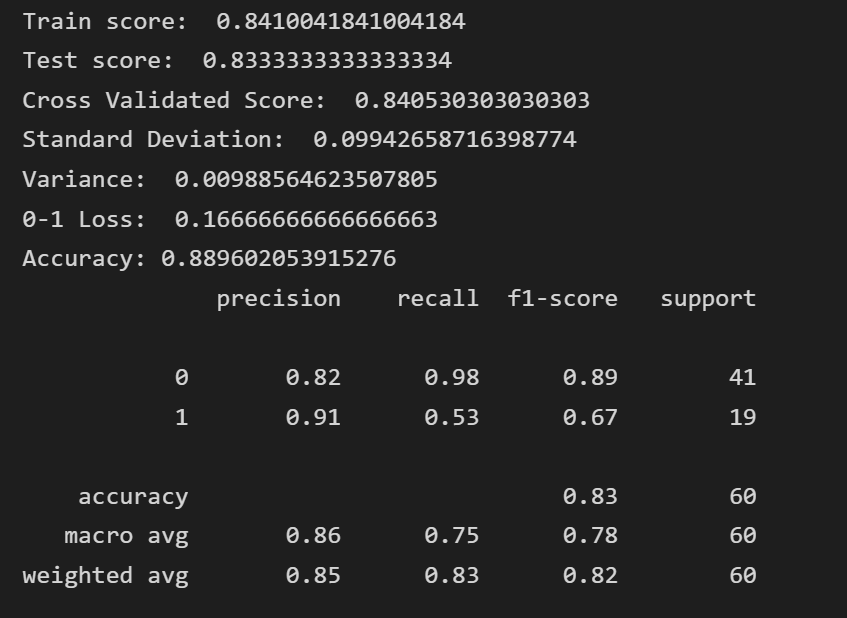 Train score:  0.8410041841004184
Test score:  0.8333333333333334
Cross Validated Score:  0.840530303030303
Standard Deviation:  0.09942658716398774
Variance:  0.00988564623507805
0-1 Loss:  0.16666666666666663
Accuracy: 0.889602053915276
              precision    recall  f1-score   support

           0       0.82      0.98      0.89        41
           1       0.91      0.53      0.67        19

    accuracy                           0.83        60
   macro avg       0.86      0.75      0.78        60
weighted avg       0.85      0.83      0.82        60